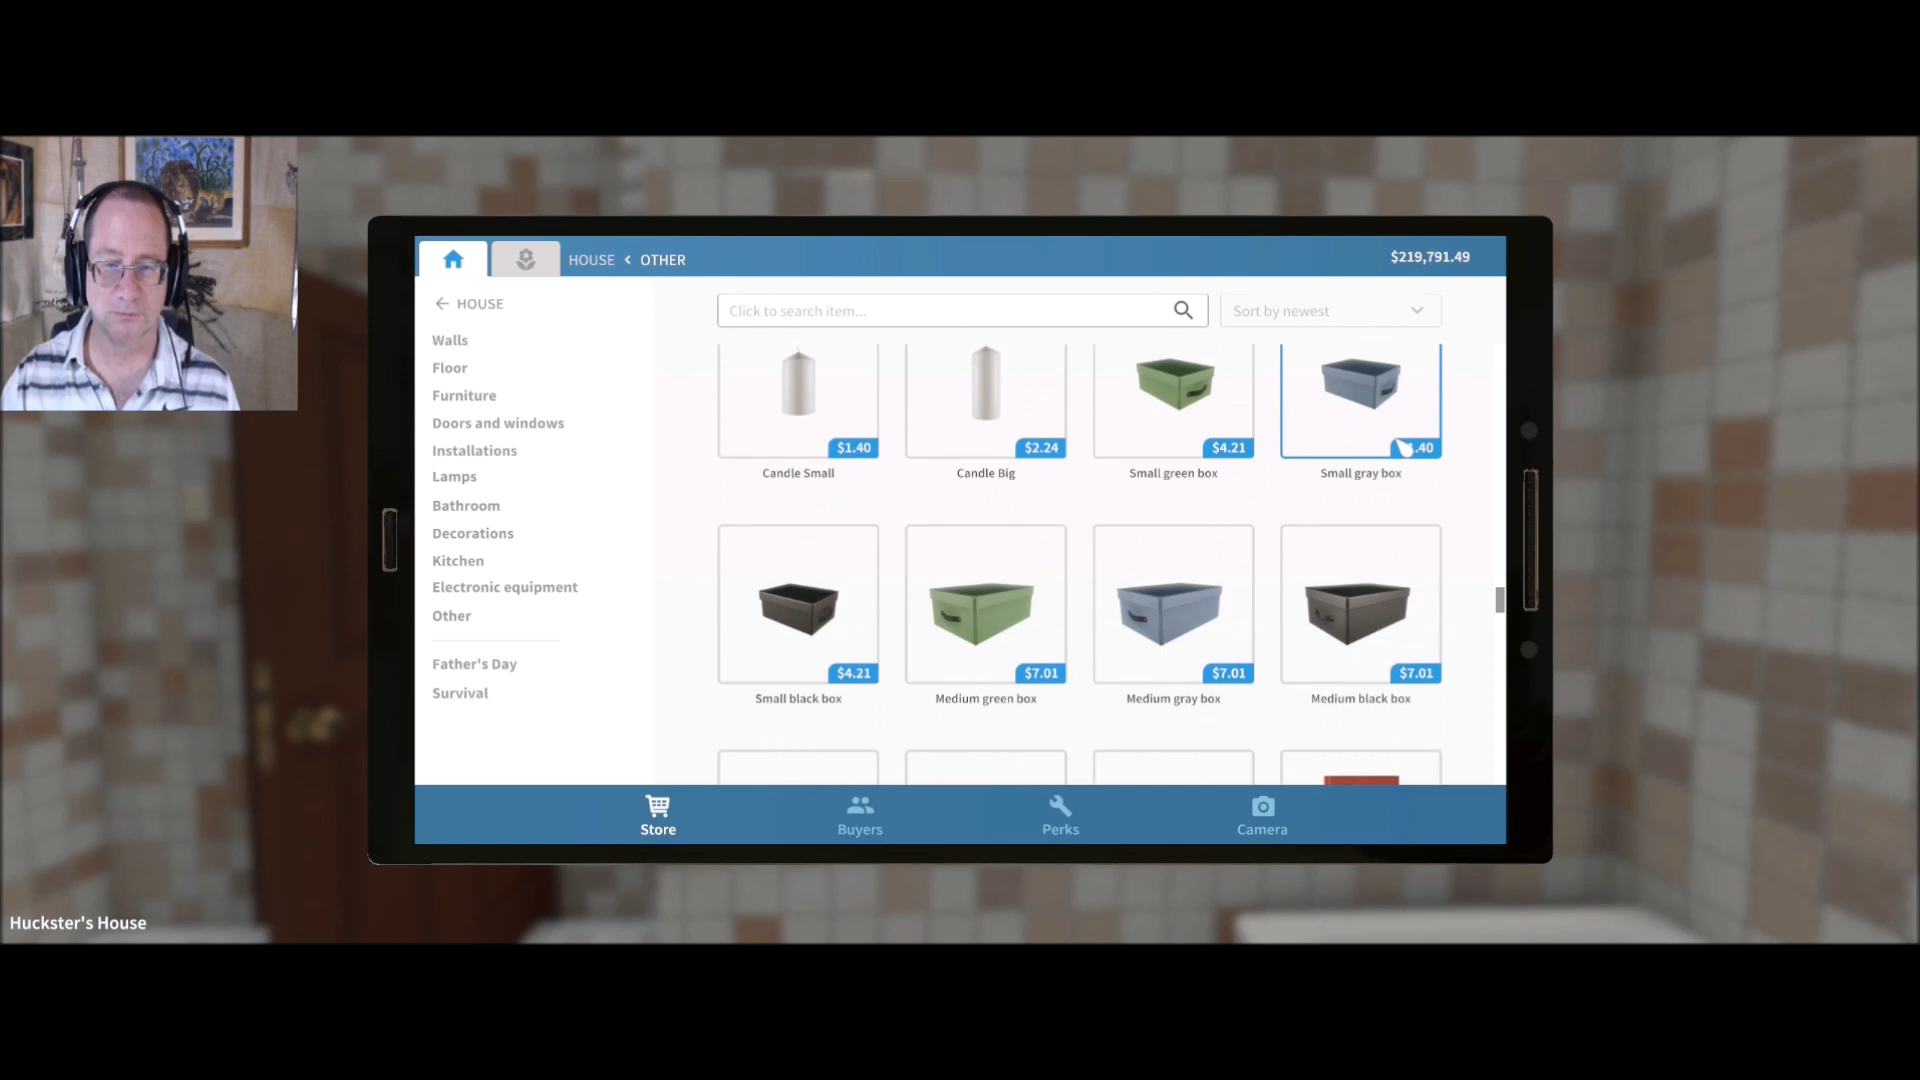 HOUSE < OTHER
$219,791.49
HOUSE
Click to search item...
Sort by newest
Walls
Floor
Furniture
Doors and windows
Installations
Lamps
Bathroom
Decorations
Kitchen
Electronic equipment
Other
Father's Day
Survival
$1.40
$2.24
$4.21
.40
Candle Small
Candle Big
Small green box
Small gray box
$4.21
$7.01
$7.01
$7.01
Small black box
Medium green box
Medium gray box
Medium black box
Store
Buyers
Perks
Camera
Huckster's House